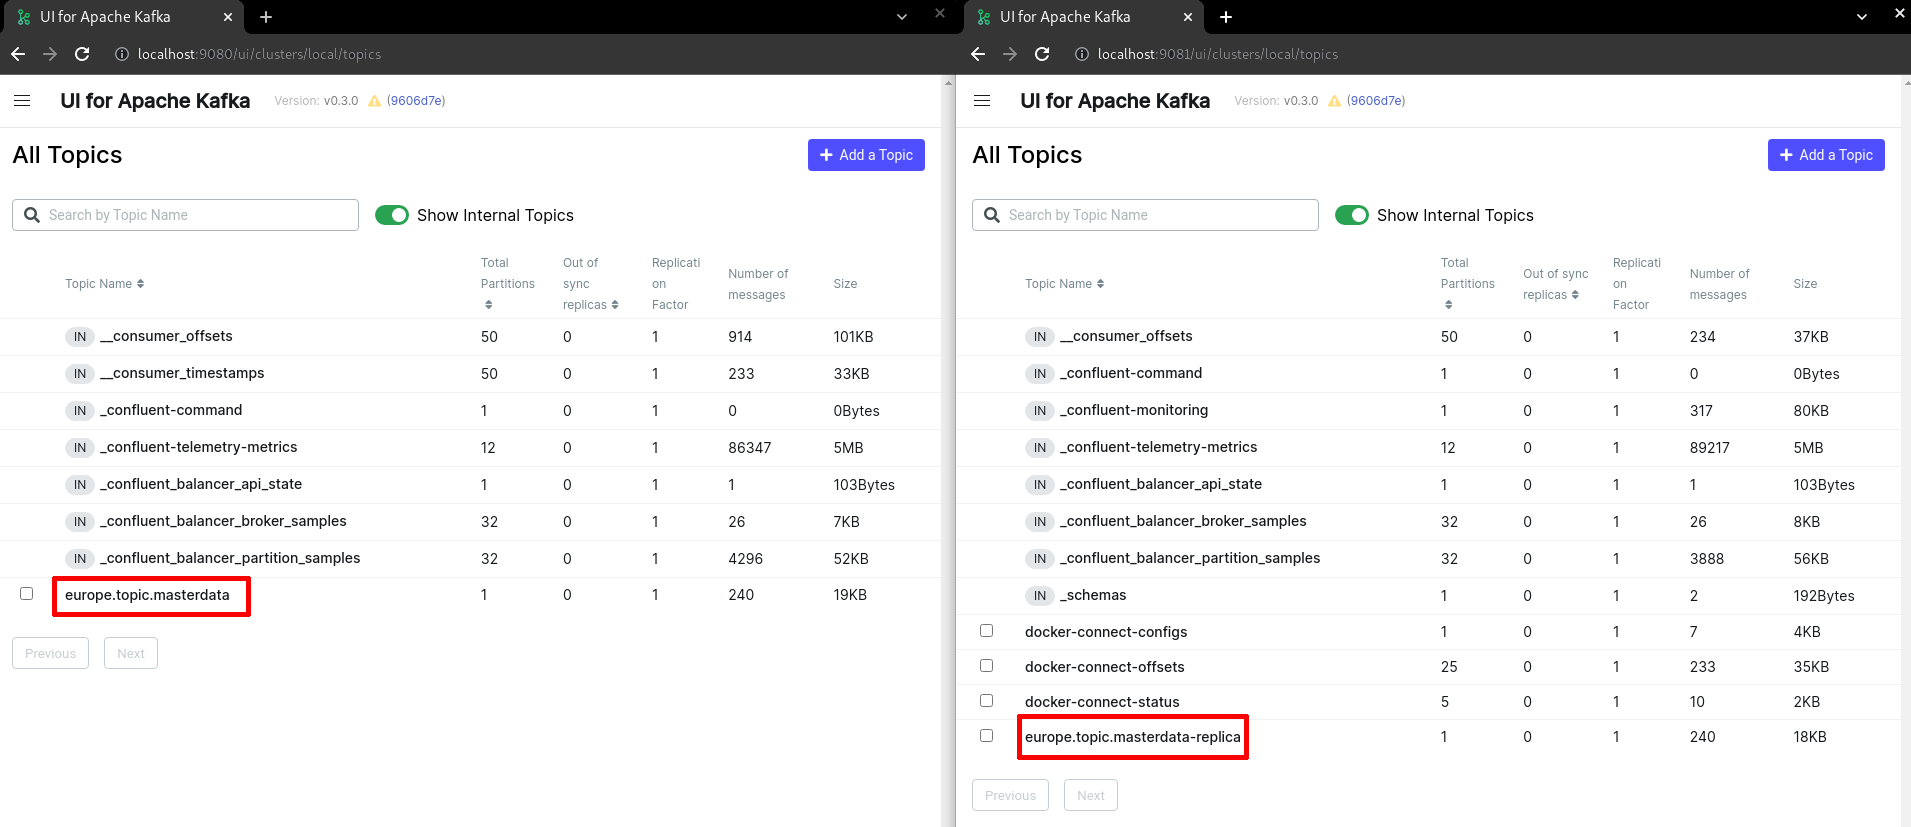 UI for Apache Kafka
localhost:9080/ui/clusters/local/topics
UI for Apache Kafka Version: v0.3.0 (9606d7e)
All Topics
Add a Topic
Search by Topic Name
Show Internal Topics
Topic Name Total Partitions Out of sync replicas Replicati on Factor Number of messages Size
IN __consumer_offsets 50 0 1 914 101KB
IN __consumer_timestamps 50 0 1 233 33KB
IN _confluent-command 1 0 1 0 0Bytes
IN _confluent-telemetry-metrics 12 0 1 86347 5MB
IN _confluent_balancer_api_state 1 0 1 1 103Bytes
IN _confluent_balancer_broker_samples 32 0 1 26 7KB
IN _confluent_balancer_partition_samples 32 0 1 4296 52KB
europe.topic.masterdata 1 0 1 240 19KB
Previous Next
UI for Apache Kafka
localhost:9081/ui/clusters/local/topics
UI for Apache Kafka Version: v0.3.0 (9606d7e)
All Topics
Add a Topic
Search by Topic Name
Show Internal Topics
Topic Name Total Partitions Out of sync replicas Replicati on Factor Number of messages Size
IN __consumer_offsets 50 0 1 234 37KB
IN _confluent-command 1 0 1 0 0Bytes
IN _confluent-monitoring 1 0 1 317 80KB
IN _confluent-telemetry-metrics 12 0 1 89217 5MB
IN _confluent_balancer_api_state 1 0 1 1 103Bytes
IN _confluent_balancer_broker_samples 32 0 1 26 8KB
IN _confluent_balancer_partition_samples 32 0 1 3888 56KB
IN _schemas 1 0 1 2 192Bytes
docker-connect-configs 1 0 1 7 4KB
docker-connect-offsets 25 0 1 233 35KB
docker-connect-status 5 0 1 10 2KB
europe.topic.masterdata-replica 1 0 1 240 18KB
Previous Next